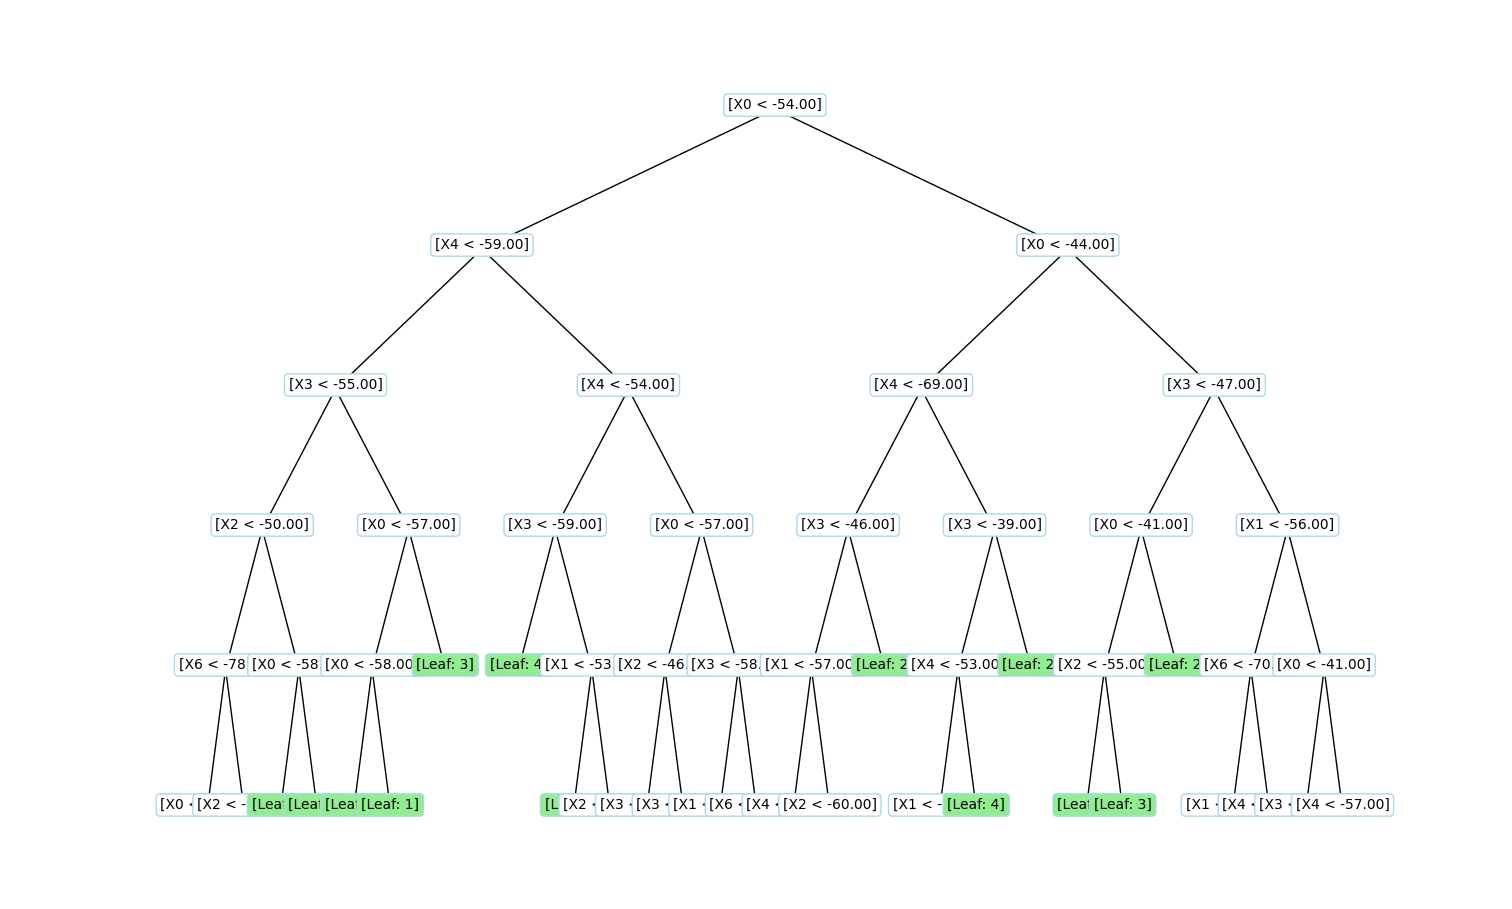 [X0 < -54.00]
[X4 < -59.00] [X0 < -44.00]
[X3 < -55.00] [X4 < -54.00] [X4 < -69.00] [X3 < -47.00]
[X2 < -50.00] [X0 < -57.00] [X3 < -59.00] [X0 < -57.00] [X3 < -46.00] [X3 < -39.00] [X0 < -41.00] [X1 < -56.00]
[X6 < -78 [X0 < -58 [X0 < -58.00 [Leaf: 3] [Leaf: 4 [X1 < -53 [X2 < -46. [X3 < -58. [X1 < -57.00 [Leaf: 2 [X4 < -53.00 [Leaf: 2 [X2 < -55.00 [Leaf: 2 [X6 < -70. [X0 < -41.00]
[X0 < [X2 < - [Leaf [Leaf [Leaf [Leaf: 1] [L [X2 < [X3 [X3 [X1 [X6 < [X4 < [X2 < -60.00] [X1 < - [Leaf: 4] [Leaf [Leaf: 3] [X1 [X4 < [X3 < [X4 < -57.00]